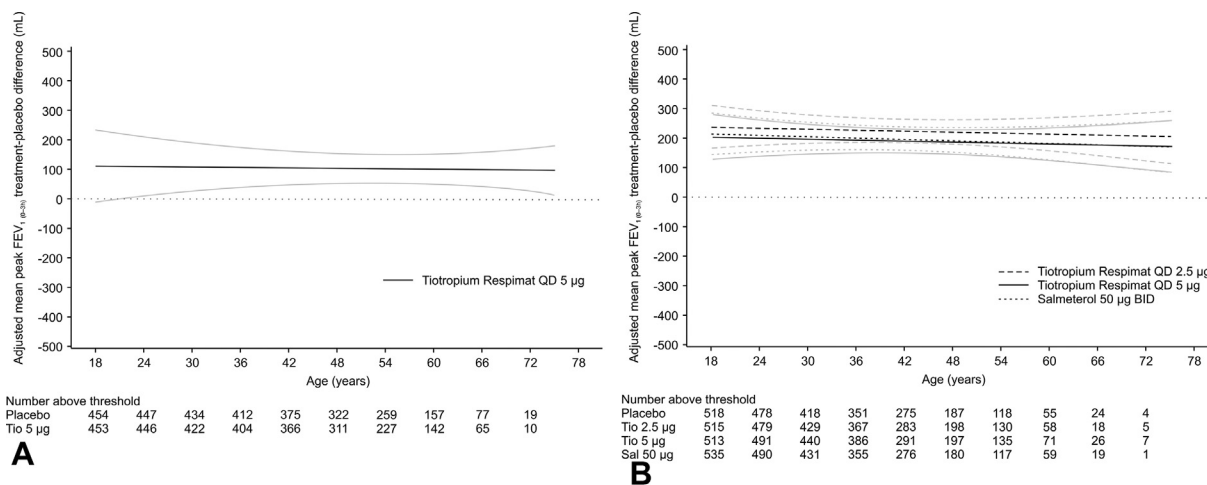 Adjusted mean peak FEV1 (0-3h) treatment-placebo difference (mL)
500
400
300
200
100
0
-100
-200
-300
-400
-500
Tiotropium Respimat QD 5 µg
18 24 30 36 42 48 54 60 66 72 78
Age (years)
Number above threshold
Placebo 454 447 434 412 375 322 259 157 77 19
Tio 5 µg 453 446 422 404 366 311 227 142 65 10
A
Adjusted mean peak FEV1 (0-3h) treatment-placebo difference (mL)
500
400
300
200
100
0
-100
-200
-300
-400
-500
Tiotropium Respimat QD 2.5 µg
Tiotropium Respimat QD 5 µg
Salmeterol 50 µg BID
18 24 30 36 42 48 54 60 66 72 78
Age (years)
Number above threshold
Placebo 518 478 418 351 275 187 118 55 24 4
Tio 2.5 µg 515 479 429 367 283 198 130 58 18 5
Tio 5 µg 513 491 440 386 291 197 135 71 26 7
Sal 50 µg 535 490 431 355 276 180 117 59 19 1
B